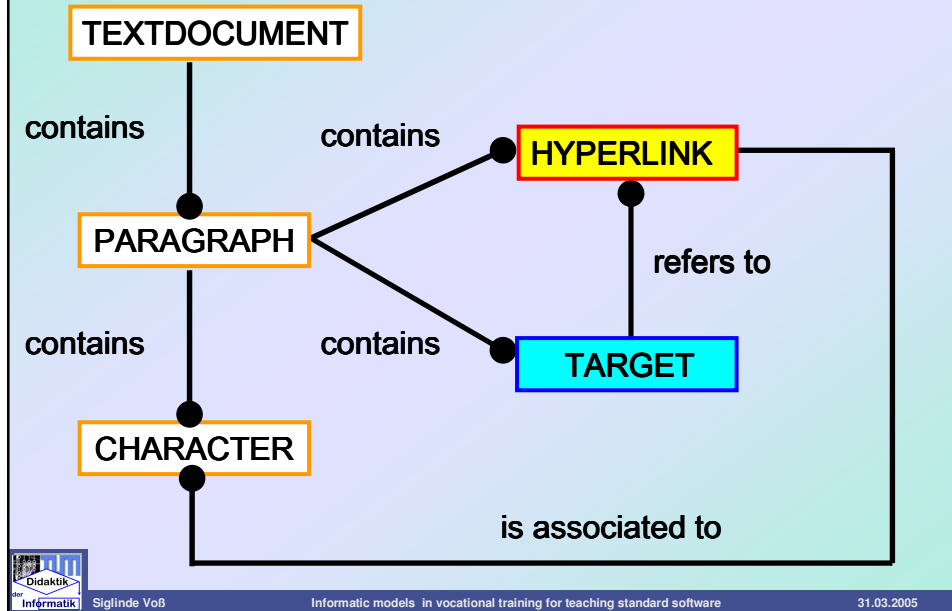 TEXTDOCUMENT
contains
contains
HYPERLINK
PARAGRAPH
refers to
contains
contains
TARGET
CHARACTER
is associated to
Didaktik
der
Informatik
Siglinde Voß
Informatic models in vocational training for teaching standard software
31.03.2005